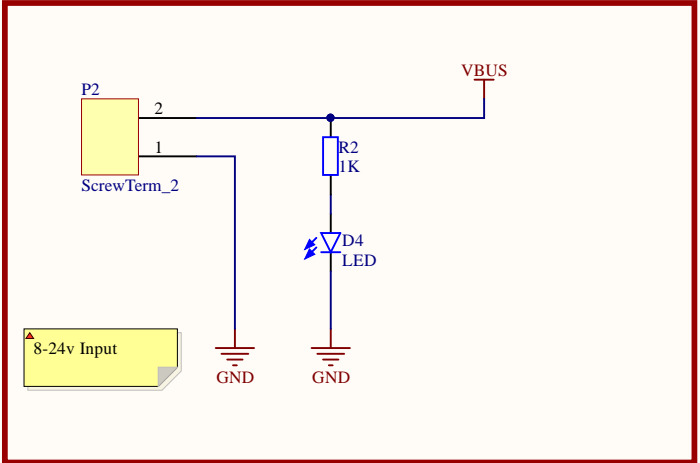 VBUS
P2
2
1
ScrewTerm_2
R2
1K
D4
LED
8-24v Input
GND
GND